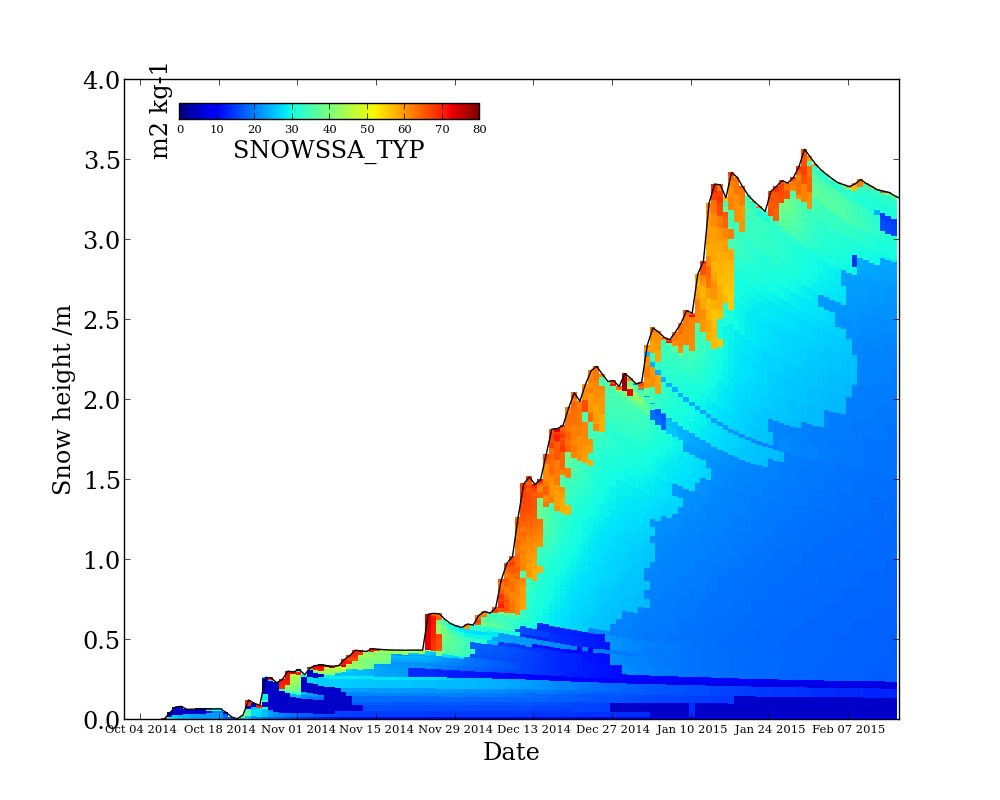 4.0
m2 kg-1
0 10 20 30 40 50 60 70 80
SNOWSSA_TYP
3.5
3.0
2.5
2.0
1.5
1.0
0.5
0.0
Snow height /m
Oct 04 2014 Oct 18 2014 Nov 01 2014 Nov 15 2014 Nov 29 2014 Dec 13 2014 Dec 27 2014 Jan 10 2015 Jan 24 2015 Feb 07 2015
Date